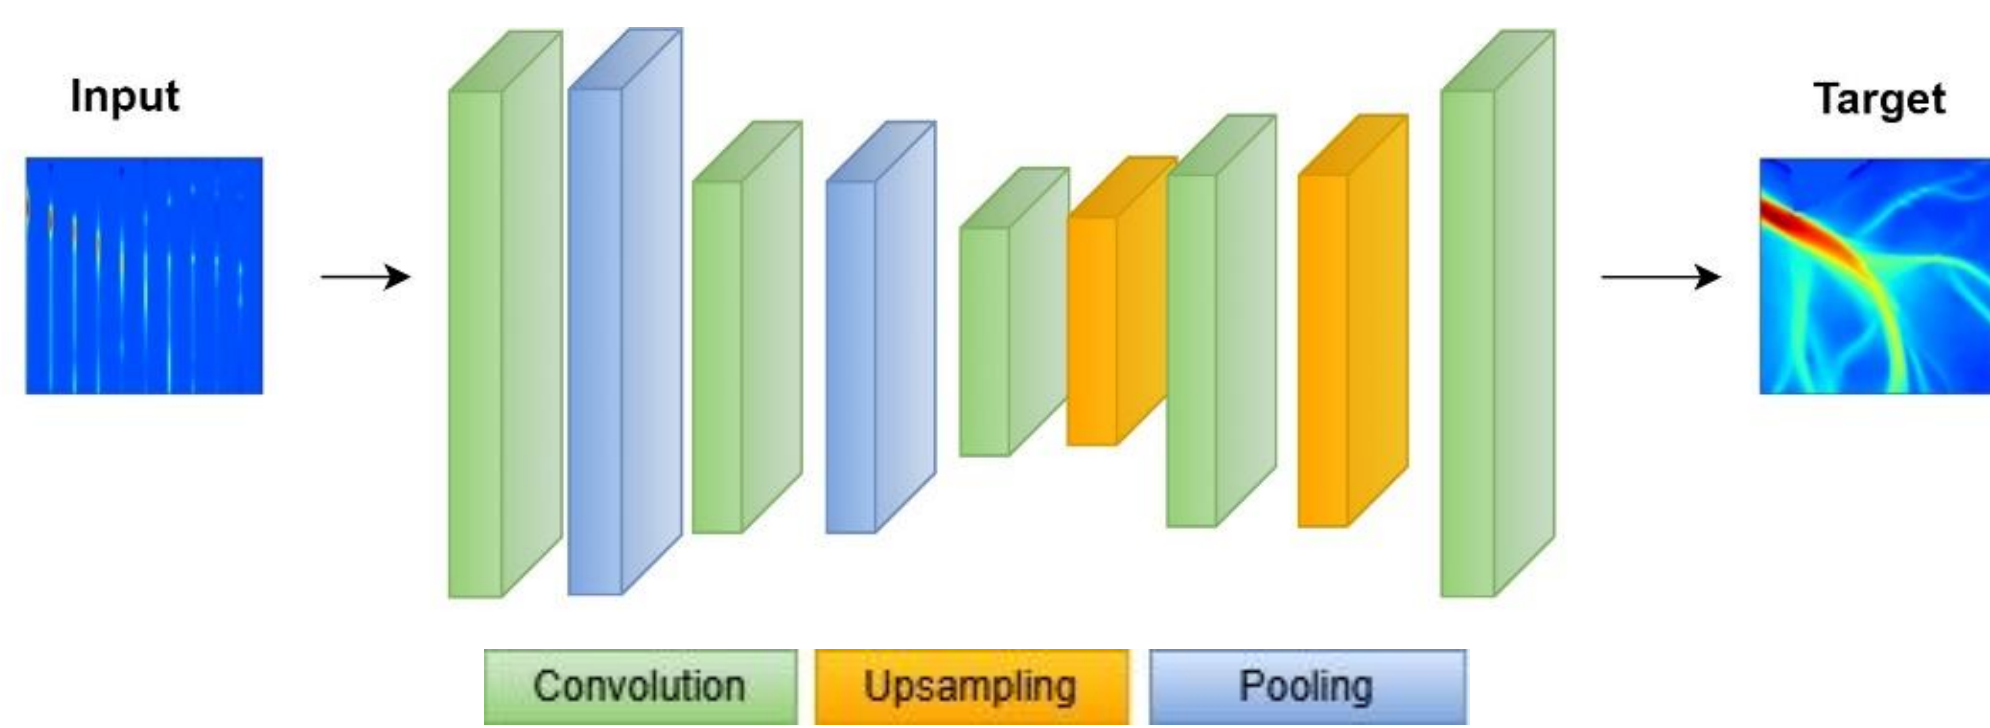 Input
Target
Convolution
Upsampling
Pooling